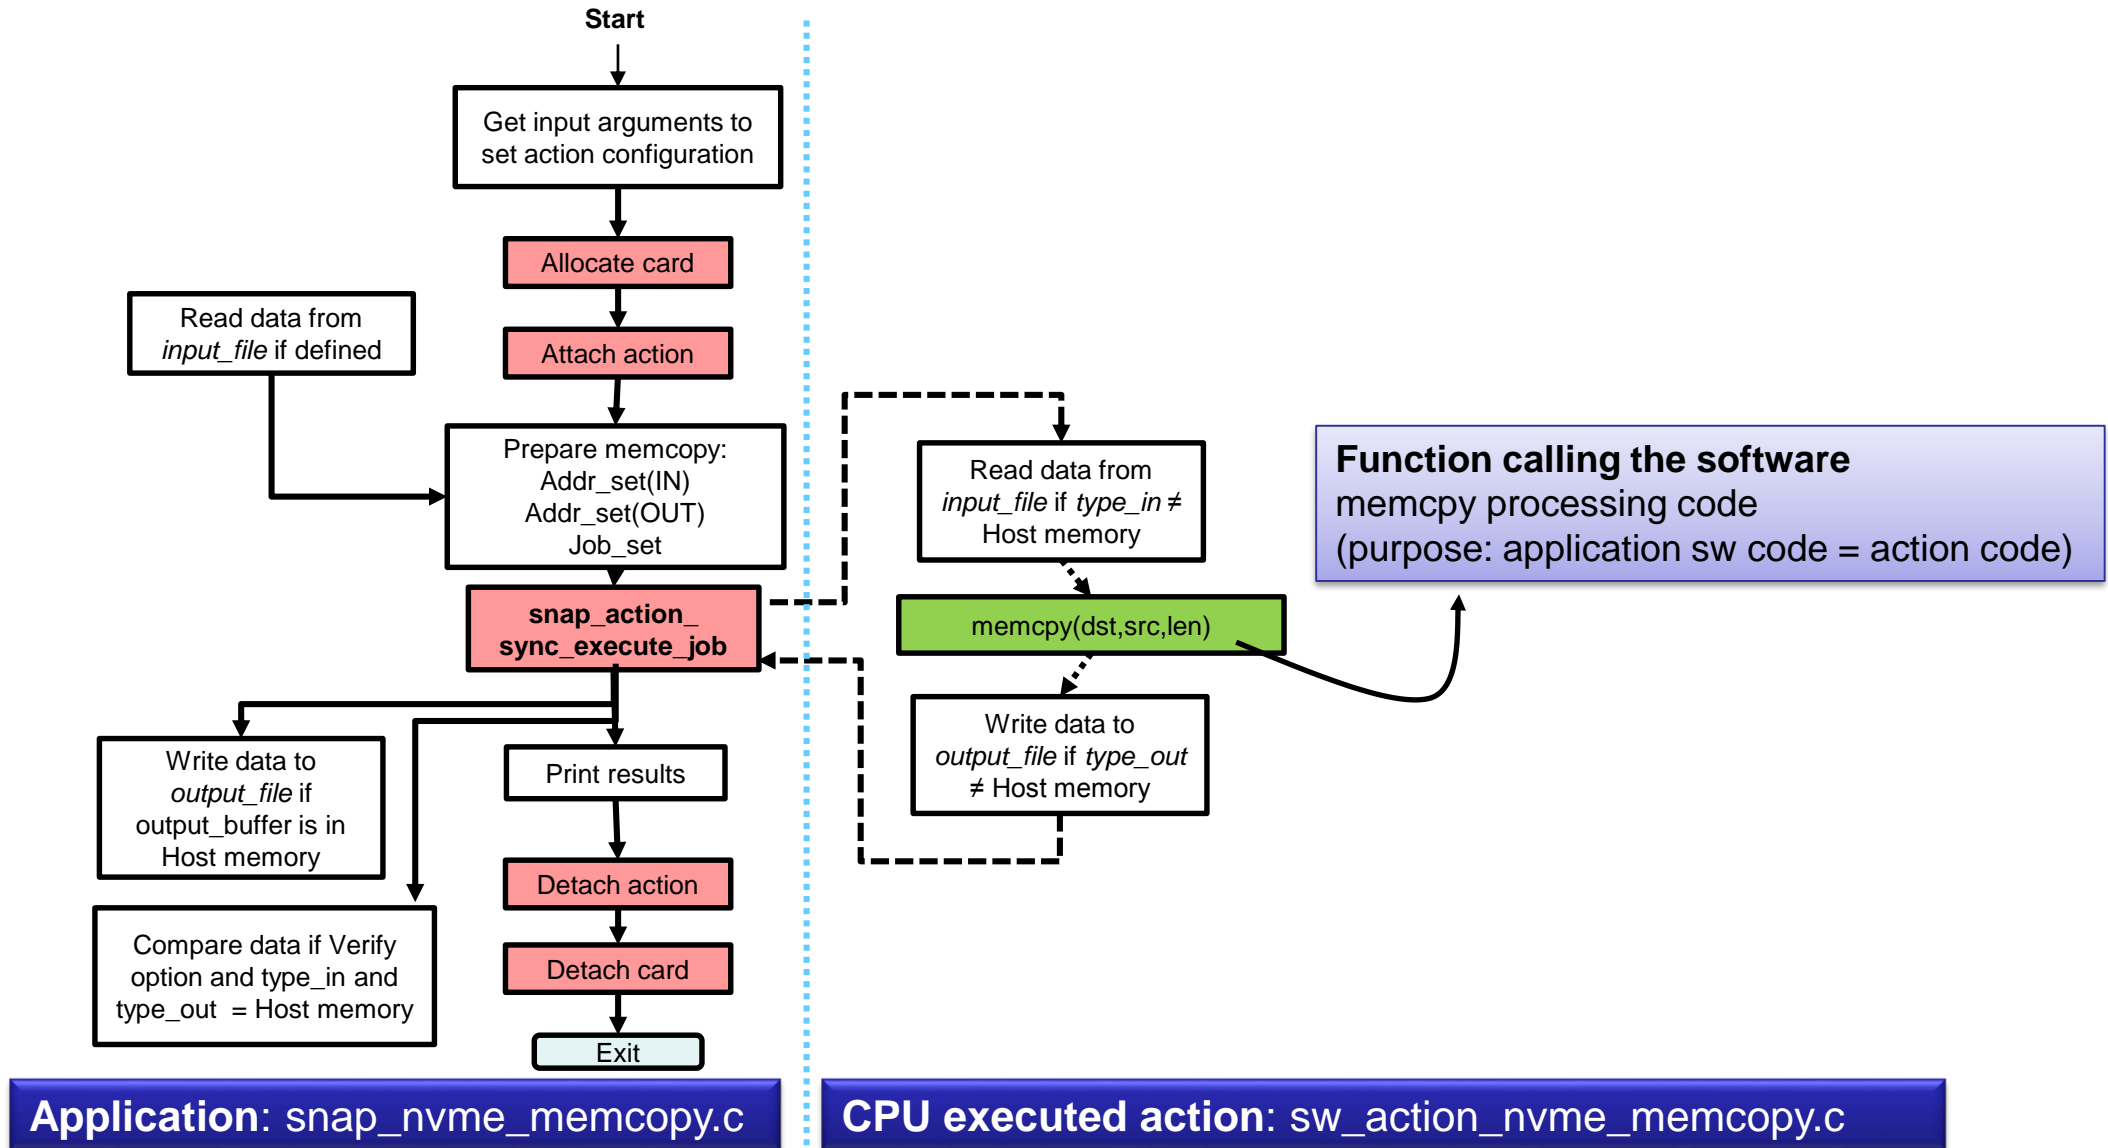 Start
Get input arguments to
set action configuration
Allocate card
Read data from
input_file if defined
Attach action
Prepare memcopy:
Addr_set(IN)
Addr_set(OUT)
Job_set
snap_action_
sync_execute_job
Write data to
output_file if
output_buffer is in
Host memory
Print results
Compare data if Verify
option and type_in and
type_out = Host memory
Detach action
Detach card
Exit
Application: snap_nvme_memcopy.c
Read data from
input_file if type_in ≠
Host memory
memcpy(dst,src,len)
Write data to
output_file if type_out
≠ Host memory
Function calling the software
memcpy processing code
(purpose: application sw code = action code)
CPU executed action: sw_action_nvme_memcopy.c